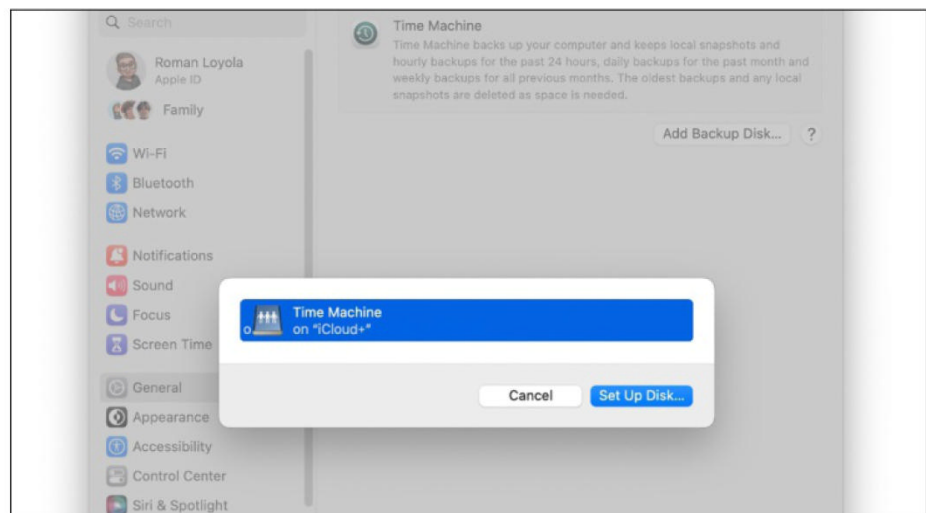 Search
Roman Loyola
Apple ID
Family
Wi-Fi
Bluetooth
Network
Notifications
Sound
Focus
Screen Time
General
Appearance
Accessibility
Control Center
Siri & Spotlight
Time Machine
Time Machine backs up your computer and keeps local snapshots and
hourly backups for the past 24 hours, daily backups for the past month and
weekly backups for all previous months. The oldest backups and any local
snapshots are deleted as space is needed.
Add Backup Disk... ?
Time Machine
on "iCloud+"
Cancel
Set Up Disk...